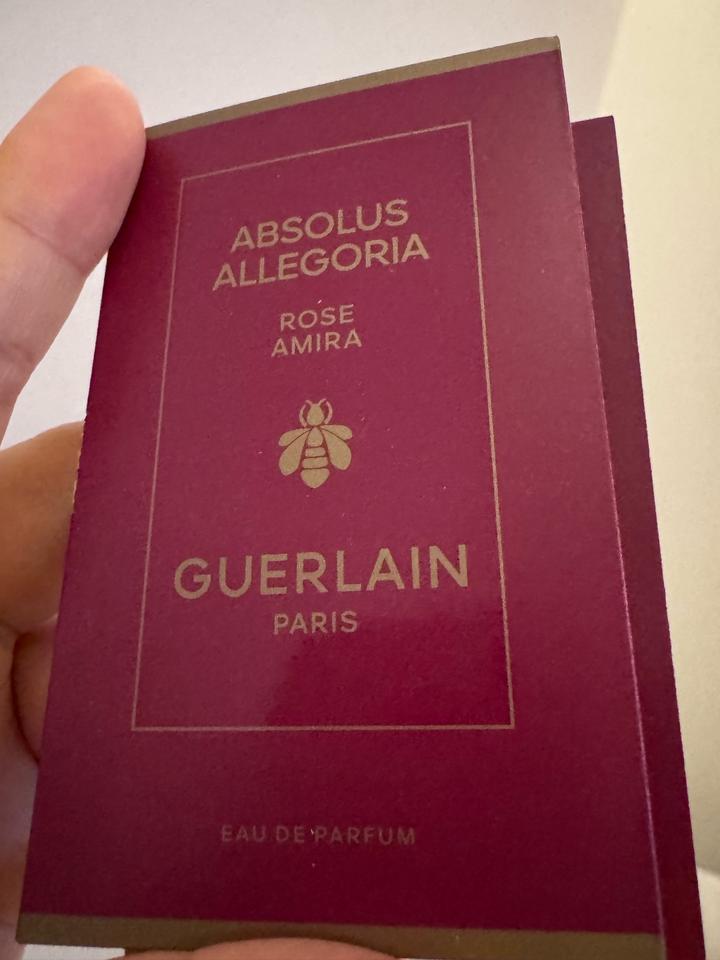 ABSOLUS
ALLEGORIA
ROSE
AMIRA
GUERLAIN
PARIS
EAU DE PARFUM